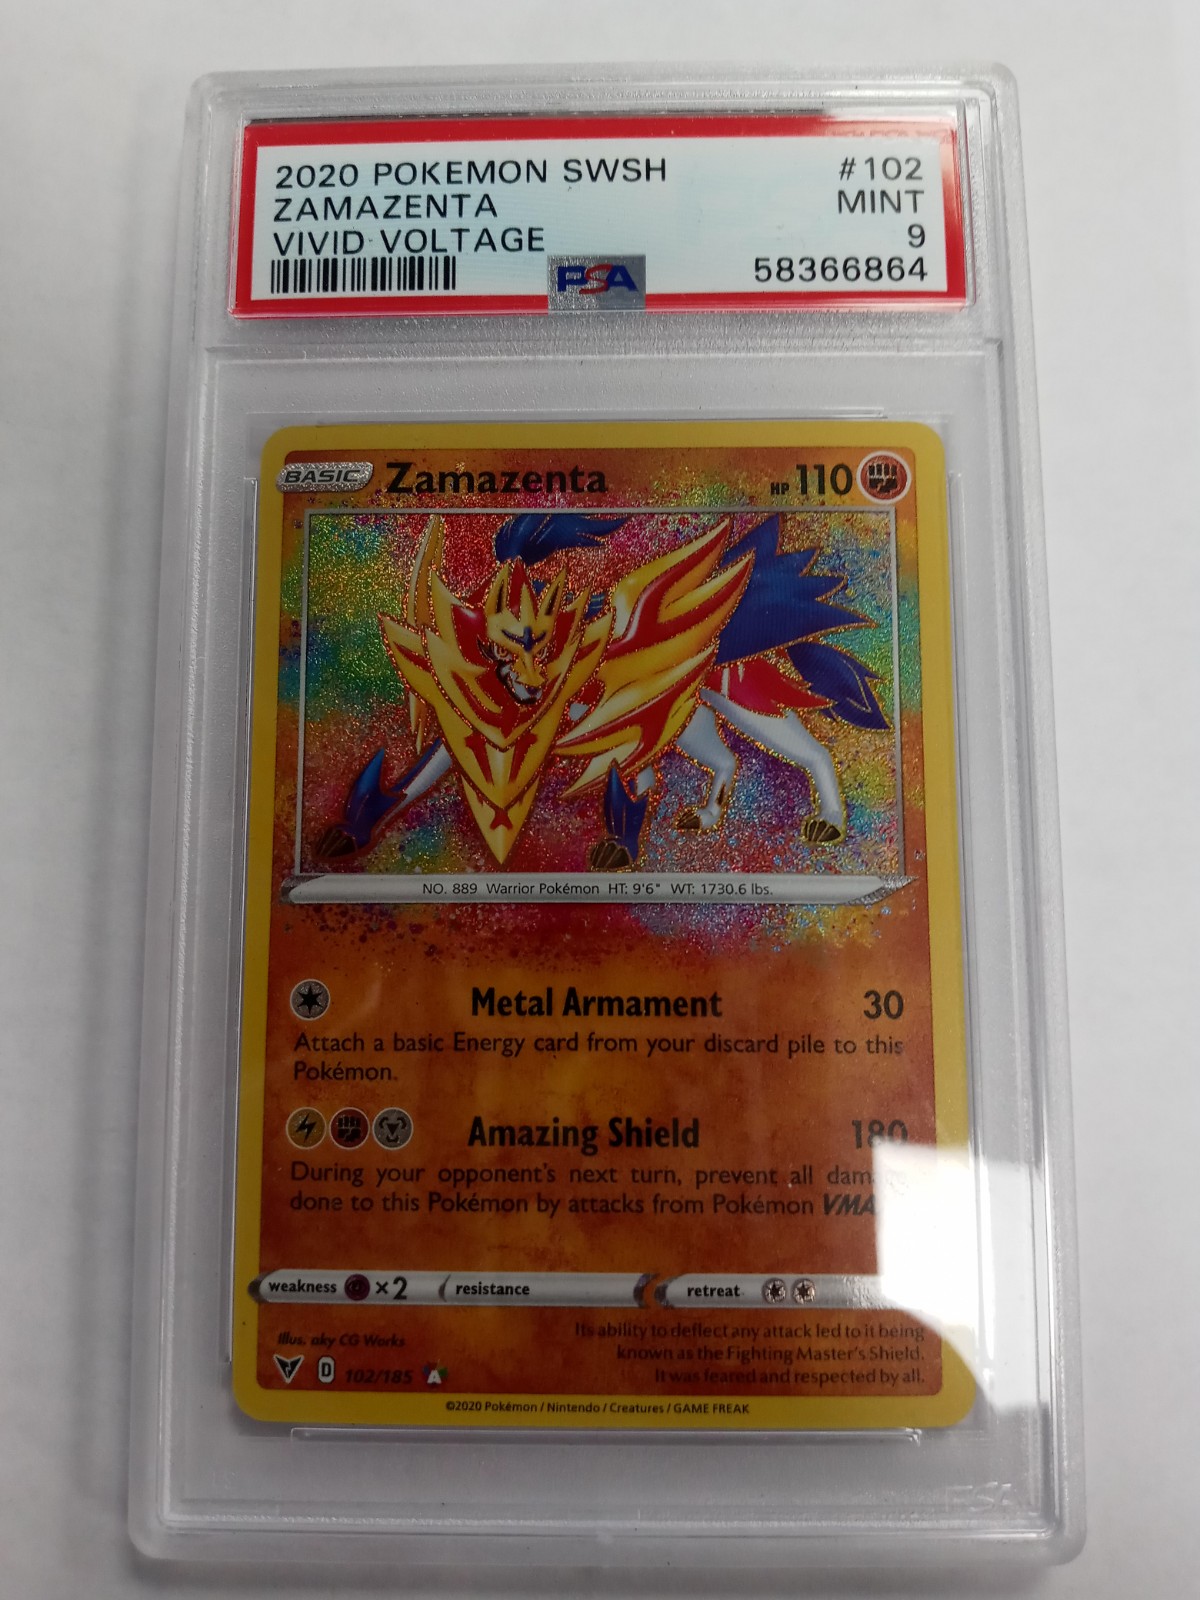 2020 POKEMON SWSH #102
ZAMAZENTA MINT
VIVID VOLTAGE 9
PSA 58366864
BASIC Zamazenta HP 110
NO. 889 Warrior Pokémon HT: 9'6" WT: 1730.6 lbs.
Metal Armament 30
Attach a basic Energy card from your discard pile to this
Pokémon.
Amazing Shield 180
During your opponent's next turn, prevent all
done to this Pokémon by attacks from Pokémon
weakness ×2 resistance retreat
Illus. aky CG Works
Its ability to deflect any attack led to it being
known as the Fighting Master's Shield.
It was feared and respected by all.
D 102/185 A
©2020 Pokémon / Nintendo / Creatures / GAME FREAK